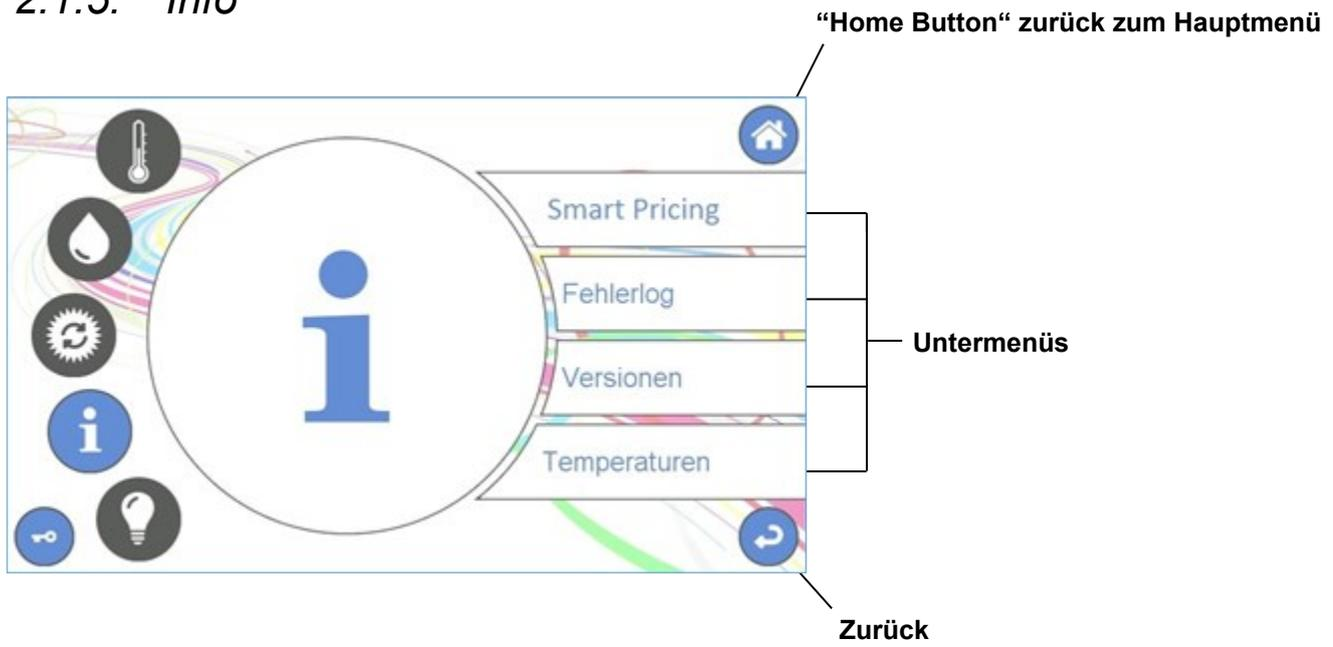 2.1.5. Info
“Home Button“ zurück zum Hauptmenü
Smart Pricing
Fehlerlog
Versionen
Temperaturen
Untermenüs
Zurück